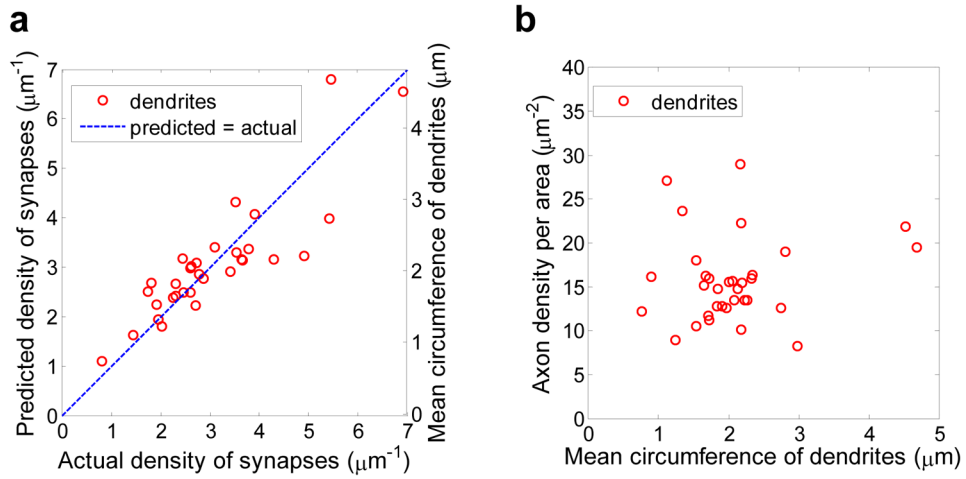 a
Predicted density of synapses (μm⁻¹)
7
6
5
4
3
2
1
0
dendrites
predicted = actual
0 1 2 3 4 5 6 7
Actual density of synapses (μm⁻¹)
4
3
2
1
0
Mean circumference of dendrites (μm)
b
Axon density per area (μm⁻²)
40
35
30
25
20
15
10
5
0
dendrites
0 1 2 3 4 5
Mean circumference of dendrites (μm)